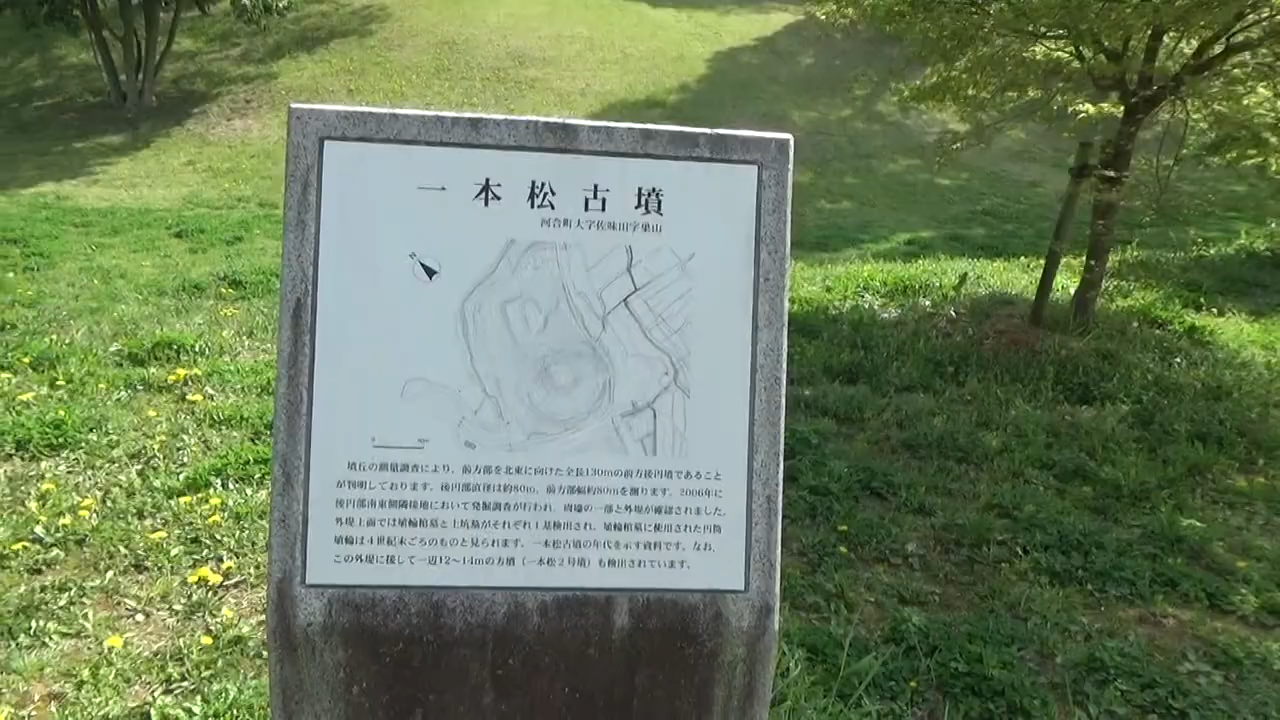 一本松古墳
河合町大字佐味田字巣山
墳丘の測量調査により、前方部を北東に向けた全長130mの前方後円墳であること
が判明しております。後円部直径は約80m、前方部幅約80mを測ります。2006年に
後円部南東側隣接地において発掘調査が行われ、周壕の一部と外堤が確認されました。
外堤上面では埴輪棺墓と土坑墓がそれぞれ1基検出され、埴輪棺墓に使用された円筒
埴輪は4世紀末ごろのものと見られます。一本松古墳の年代を示す資料です。なお、
この外堤に接して一辺12～14mの方墳（一本松2号墳）も検出されています。